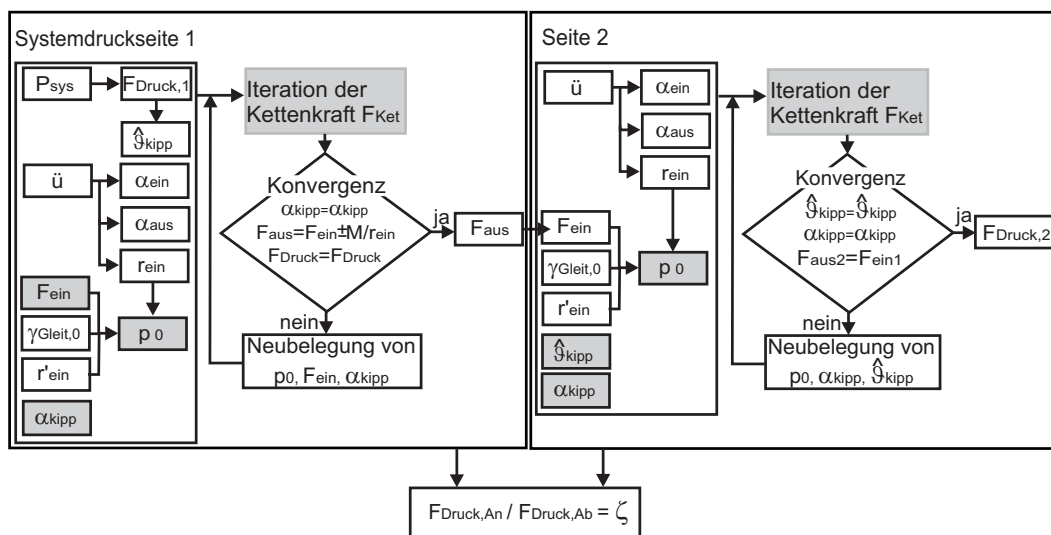 Systemdruckseite 1
Psys
FDruck,1
ϑ̂kipp
ü
αein
αaus
rein
Fein
γGleit,0
r'ein
p0
αkipp
Iteration der
Kettenkraft FKet
Konvergenz
αkipp=αkipp
Faus=Fein±M/rein
FDruck=FDruck
ja
Faus
nein
Neubelegung von
p0, Fein, αkipp
Seite 2
ü
αein
αaus
rein
Fein
γGleit,0
r'ein
p0
ϑ̂kipp
αkipp
Iteration der
Kettenkraft FKet
Konvergenz
ϑ̂kipp=ϑ̂kipp
αkipp=αkipp
Faus2=Fein1
ja
FDruck,2
nein
Neubelegung von
p0, αkipp, ϑ̂kipp
FDruck,An / FDruck,Ab = ζ